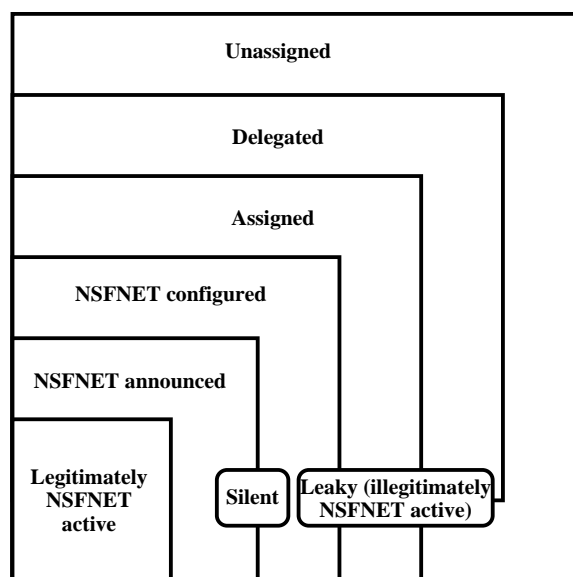 Unassigned
Delegated
Assigned
NSFNET configured
NSFNET announced
Legitimately
NSFNET
active
Silent
Leaky (illegitimately
NSFNET active)